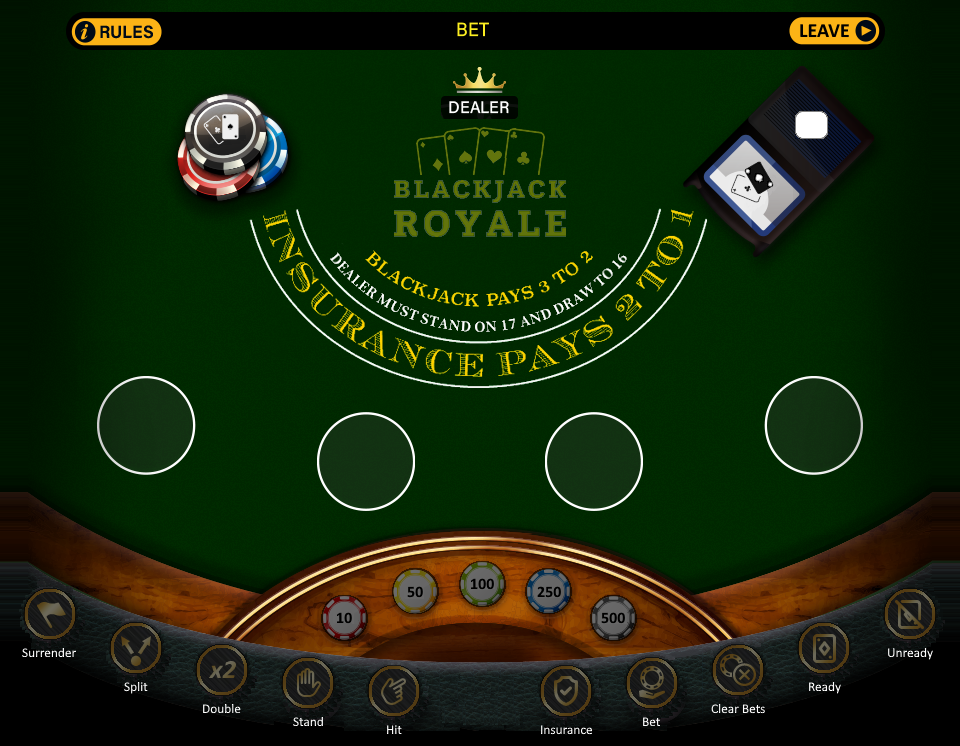 i RULES
BET
LEAVE
DEALER
BLACKJACK
ROYALE
BLACKJACK PAYS 3 TO 2
DEALER MUST STAND ON 17 AND DRAW TO 16
INSURANCE PAYS 2 TO 1
10
50
100
250
500
x2
Surrender
Split
Double
Stand
Hit
Insurance
Bet
Clear Bets
Ready
Unready